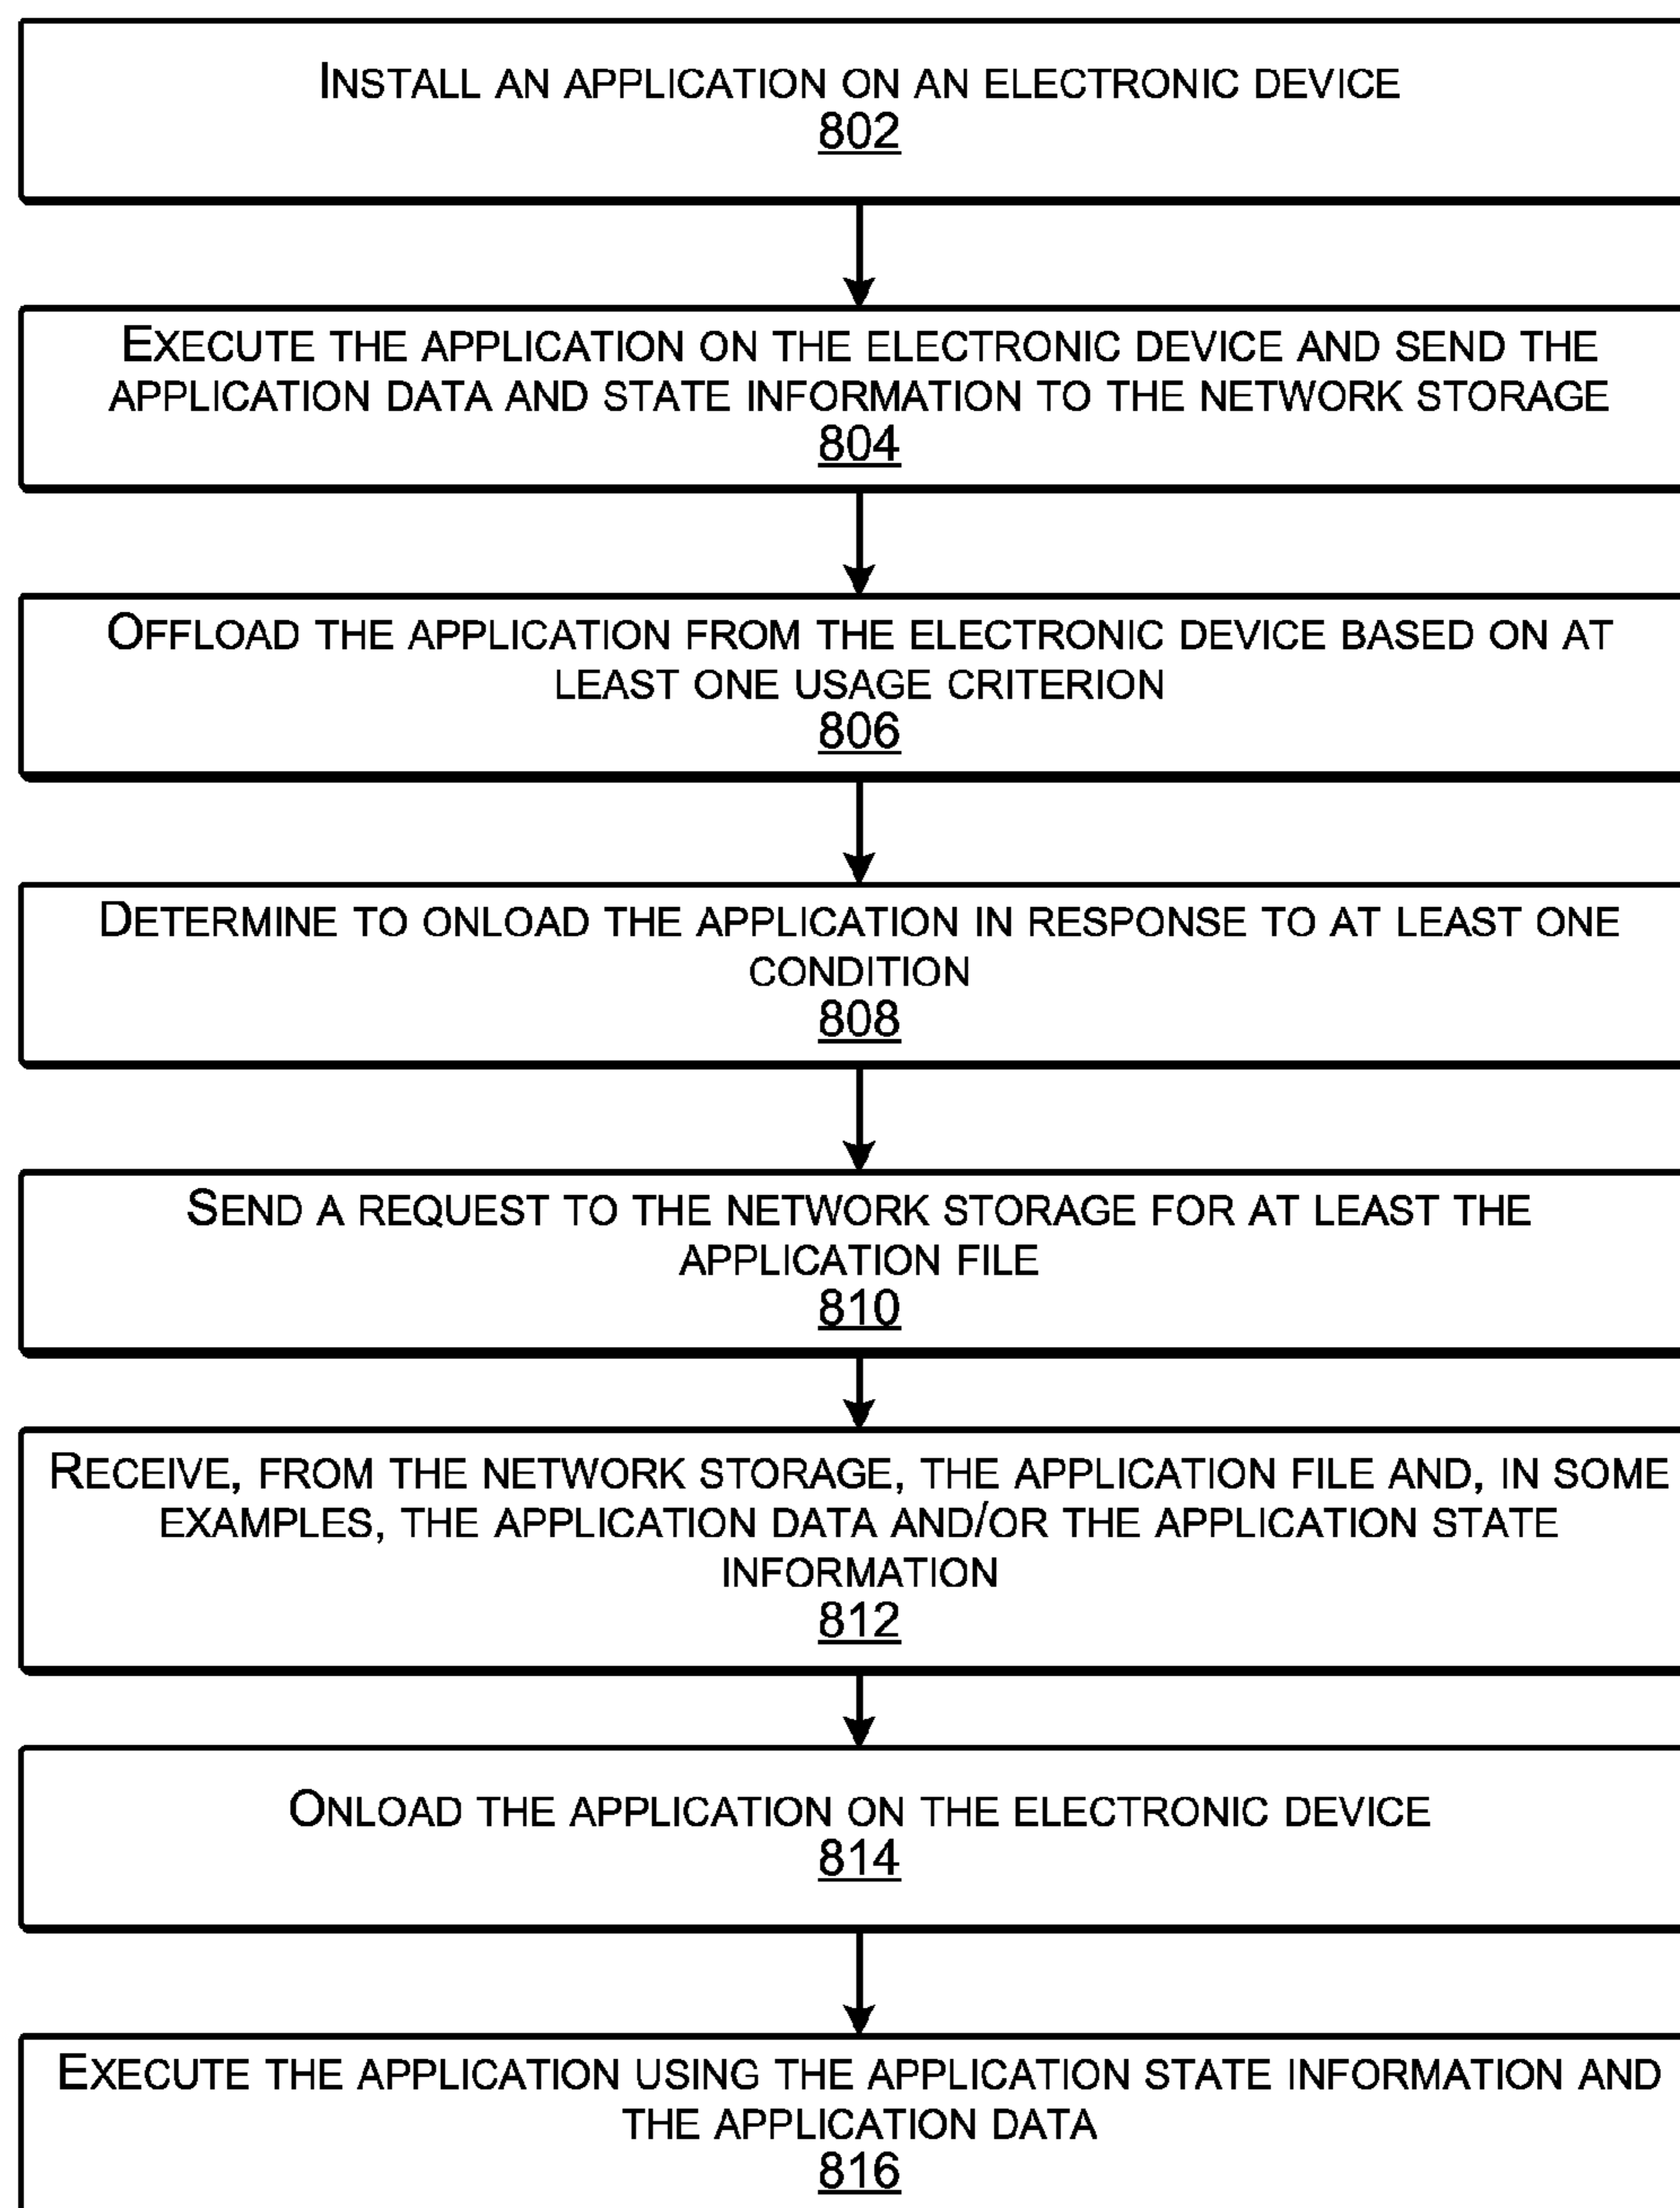 INSTALL AN APPLICATION ON AN ELECTRONIC DEVICE
802
EXECUTE THE APPLICATION ON THE ELECTRONIC DEVICE AND SEND THE
APPLICATION DATA AND STATE INFORMATION TO THE NETWORK STORAGE
804
OFFLOAD THE APPLICATION FROM THE ELECTRONIC DEVICE BASED ON AT
LEAST ONE USAGE CRITERION
806
DETERMINE TO ONLOAD THE APPLICATION IN RESPONSE TO AT LEAST ONE
CONDITION
808
SEND A REQUEST TO THE NETWORK STORAGE FOR AT LEAST THE
APPLICATION FILE
810
RECEIVE, FROM THE NETWORK STORAGE, THE APPLICATION FILE AND, IN SOME
EXAMPLES, THE APPLICATION DATA AND/OR THE APPLICATION STATE
INFORMATION
812
ONLOAD THE APPLICATION ON THE ELECTRONIC DEVICE
814
EXECUTE THE APPLICATION USING THE APPLICATION STATE INFORMATION AND
THE APPLICATION DATA
816